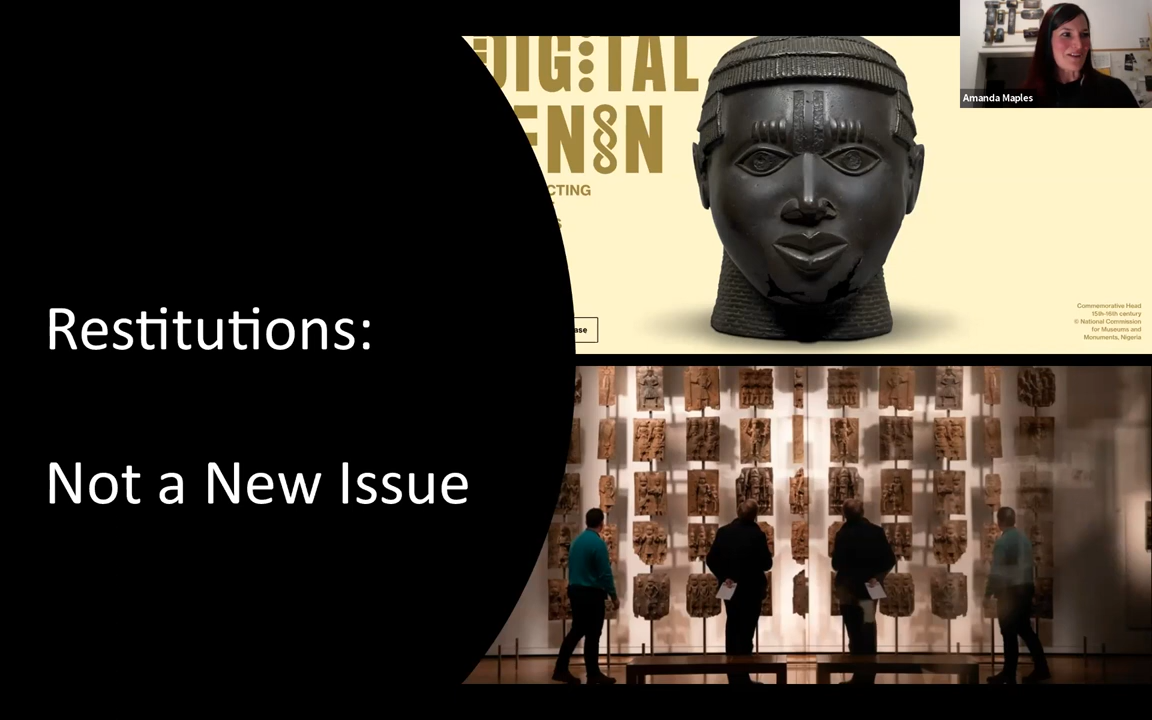 Restitutions:
Not a New Issue
DIGITAL
CTING
Commemorative Head
15th-16th century
© National Commission
for Museums and
Monuments, Nigeria
Amanda Maples